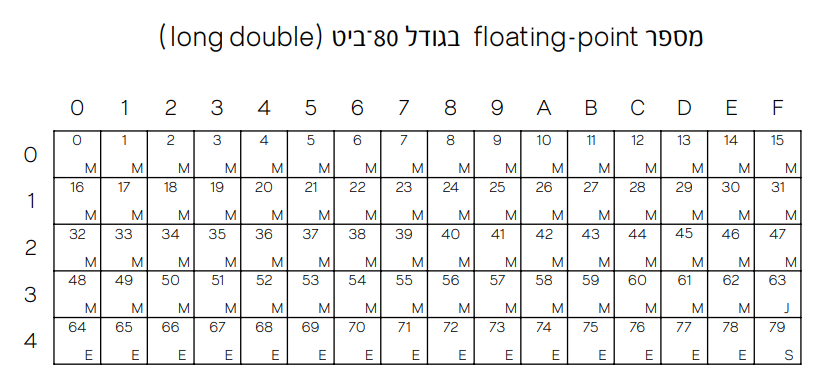 מספר floating-point בגודל 80־ביט (long double)
0 1 2 3 4 5 6 7 8 9 A B C D E F
0 1 2 3 4 5 6 7 8 9 10 11 12 13 14 15
0
M M M M M M M M M M M M M M M M
16 17 18 19 20 21 22 23 24 25 26 27 28 29 30 31
1
M M M M M M M M M M M M M M M M
32 33 34 35 36 37 38 39 40 41 42 43 44 45 46 47
2
M M M M M M M M M M M M M M M M
48 49 50 51 52 53 54 55 56 57 58 59 60 61 62 63
3
M M M M M M M M M M M M M M M J
64 65 66 67 68 69 70 71 72 73 74 75 76 77 78 79
4
E E E E E E E E E E E E E E E S